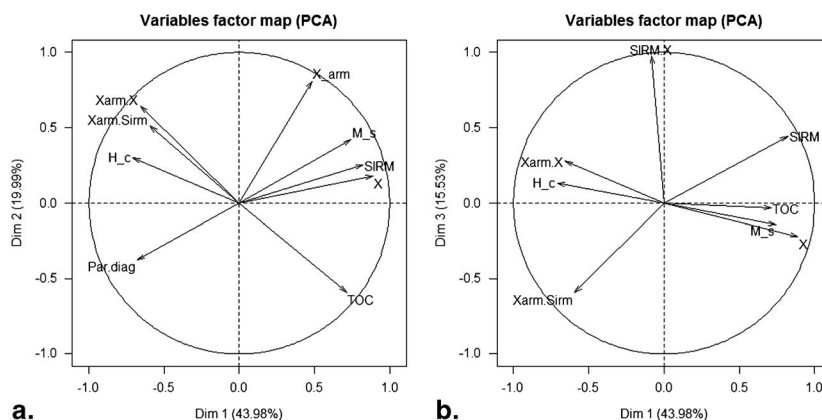 Variables factor map (PCA)
Dim 2 (19.99%)
1.0
0.5
0.0
-0.5
-1.0
X_arm
Xarm.X
Xarm.Sirm
M_s
H_c
SIRM
X
Par.diag
TOC
-1.0 -0.5 0.0 0.5 1.0
Dim 1 (43.98%)
a.
Variables factor map (PCA)
Dim 3 (15.53%)
1.0
0.5
0.0
-0.5
-1.0
SIRM.X
SIRM
Xarm.X
H_c
TOC
M_s
X
Xarm.Sirm
-1.0 -0.5 0.0 0.5 1.0
Dim 1 (43.98%)
b.